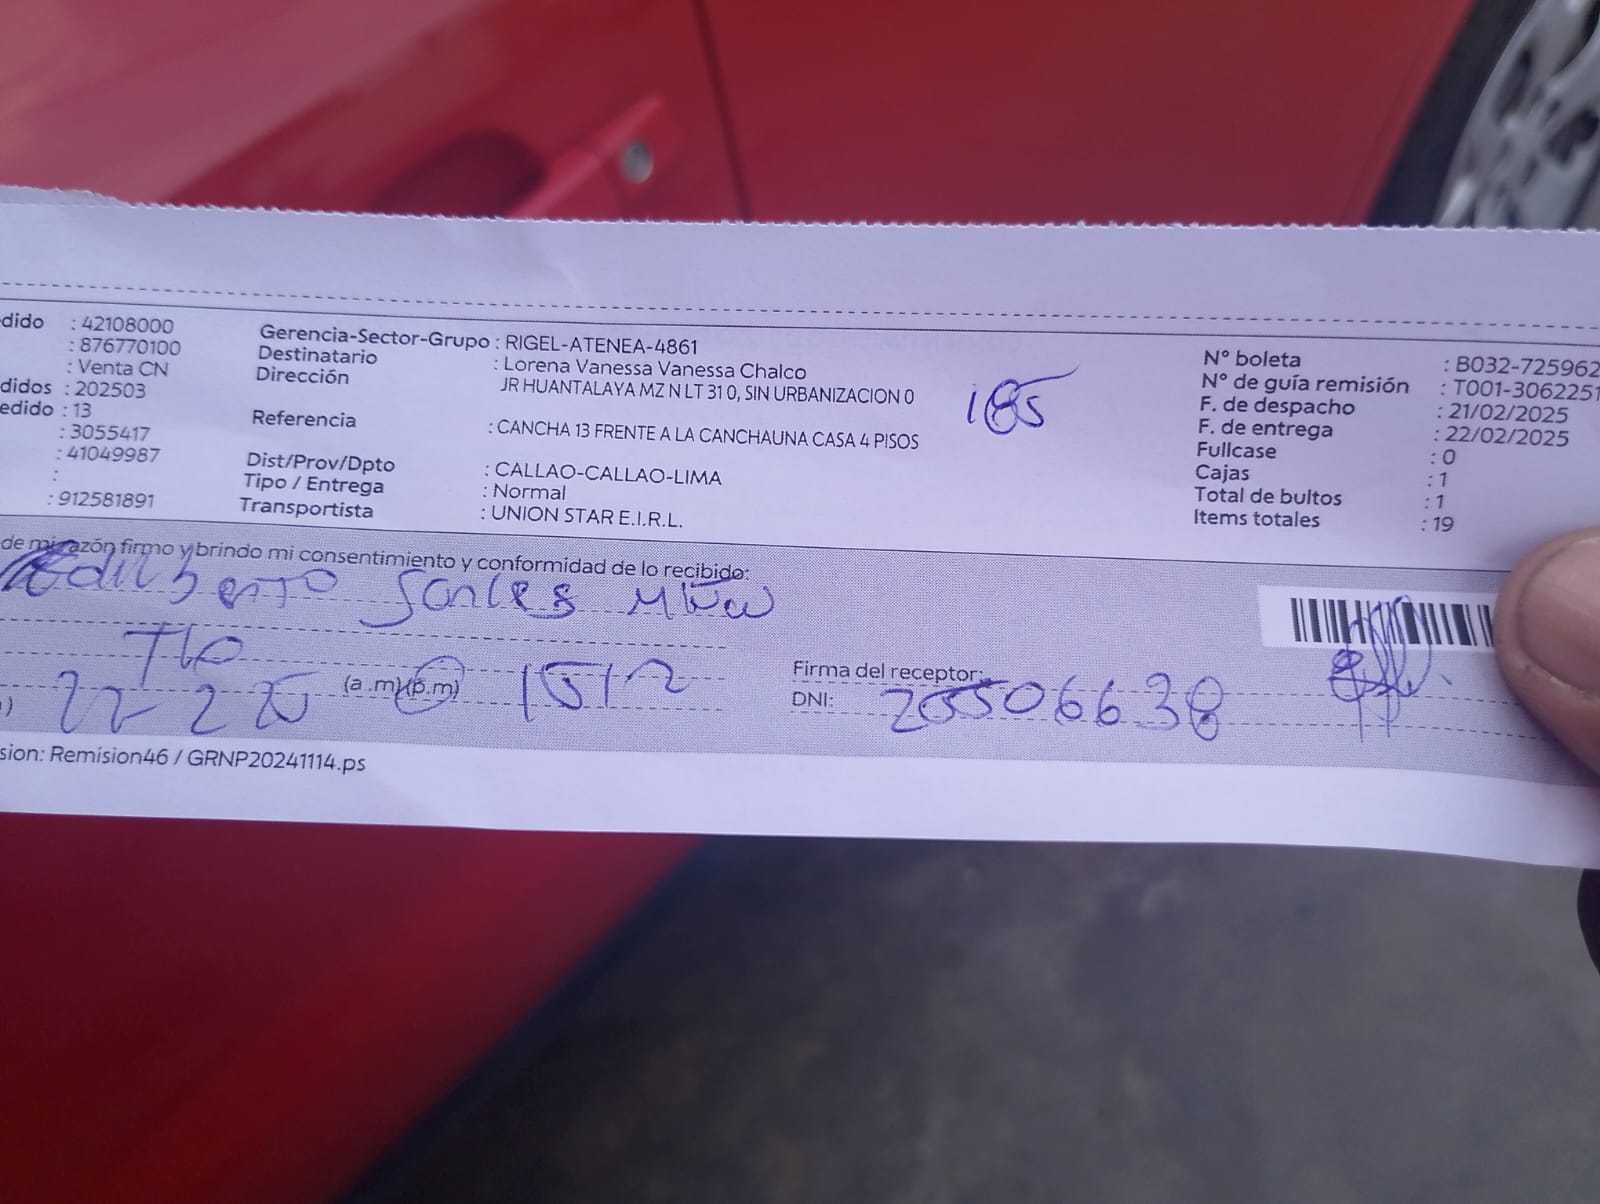 dido : 42108000
: 876770100
: Venta CN
didos : 202503
edido : 13
: 3055417
: 41049987
:
: 912581891
Gerencia-Sector-Grupo : RIGEL-ATENEA-4861
Destinatario : Lorena Vanessa Vanessa Chalco
Dirección JR HUANTALAYA MZ N LT 31 0, SIN URBANIZACION 0
Referencia : CANCHA 13 FRENTE A LA CANCHAUNA CASA 4 PISOS
Dist/Prov/Dpto : CALLAO-CALLAO-LIMA
Tipo / Entrega : Normal
Transportista : UNION STAR E.I.R.L.
185
N° boleta : B032-725962
N° de guía remisión : T001-3062251
F. de despacho : 21/02/2025
F. de entrega : 22/02/2025
Fullcase : 0
Cajas : 1
Total de bultos : 1
Items totales : 19
de mi razón firmo y brindo mi consentimiento y conformidad de lo recibido:
Edilberto
TIO
) 22 2 25 (a.m)(p.m) 1512
Firma del receptor:
DNI: 25506638
sion: Remision46 / GRNP20241114.ps